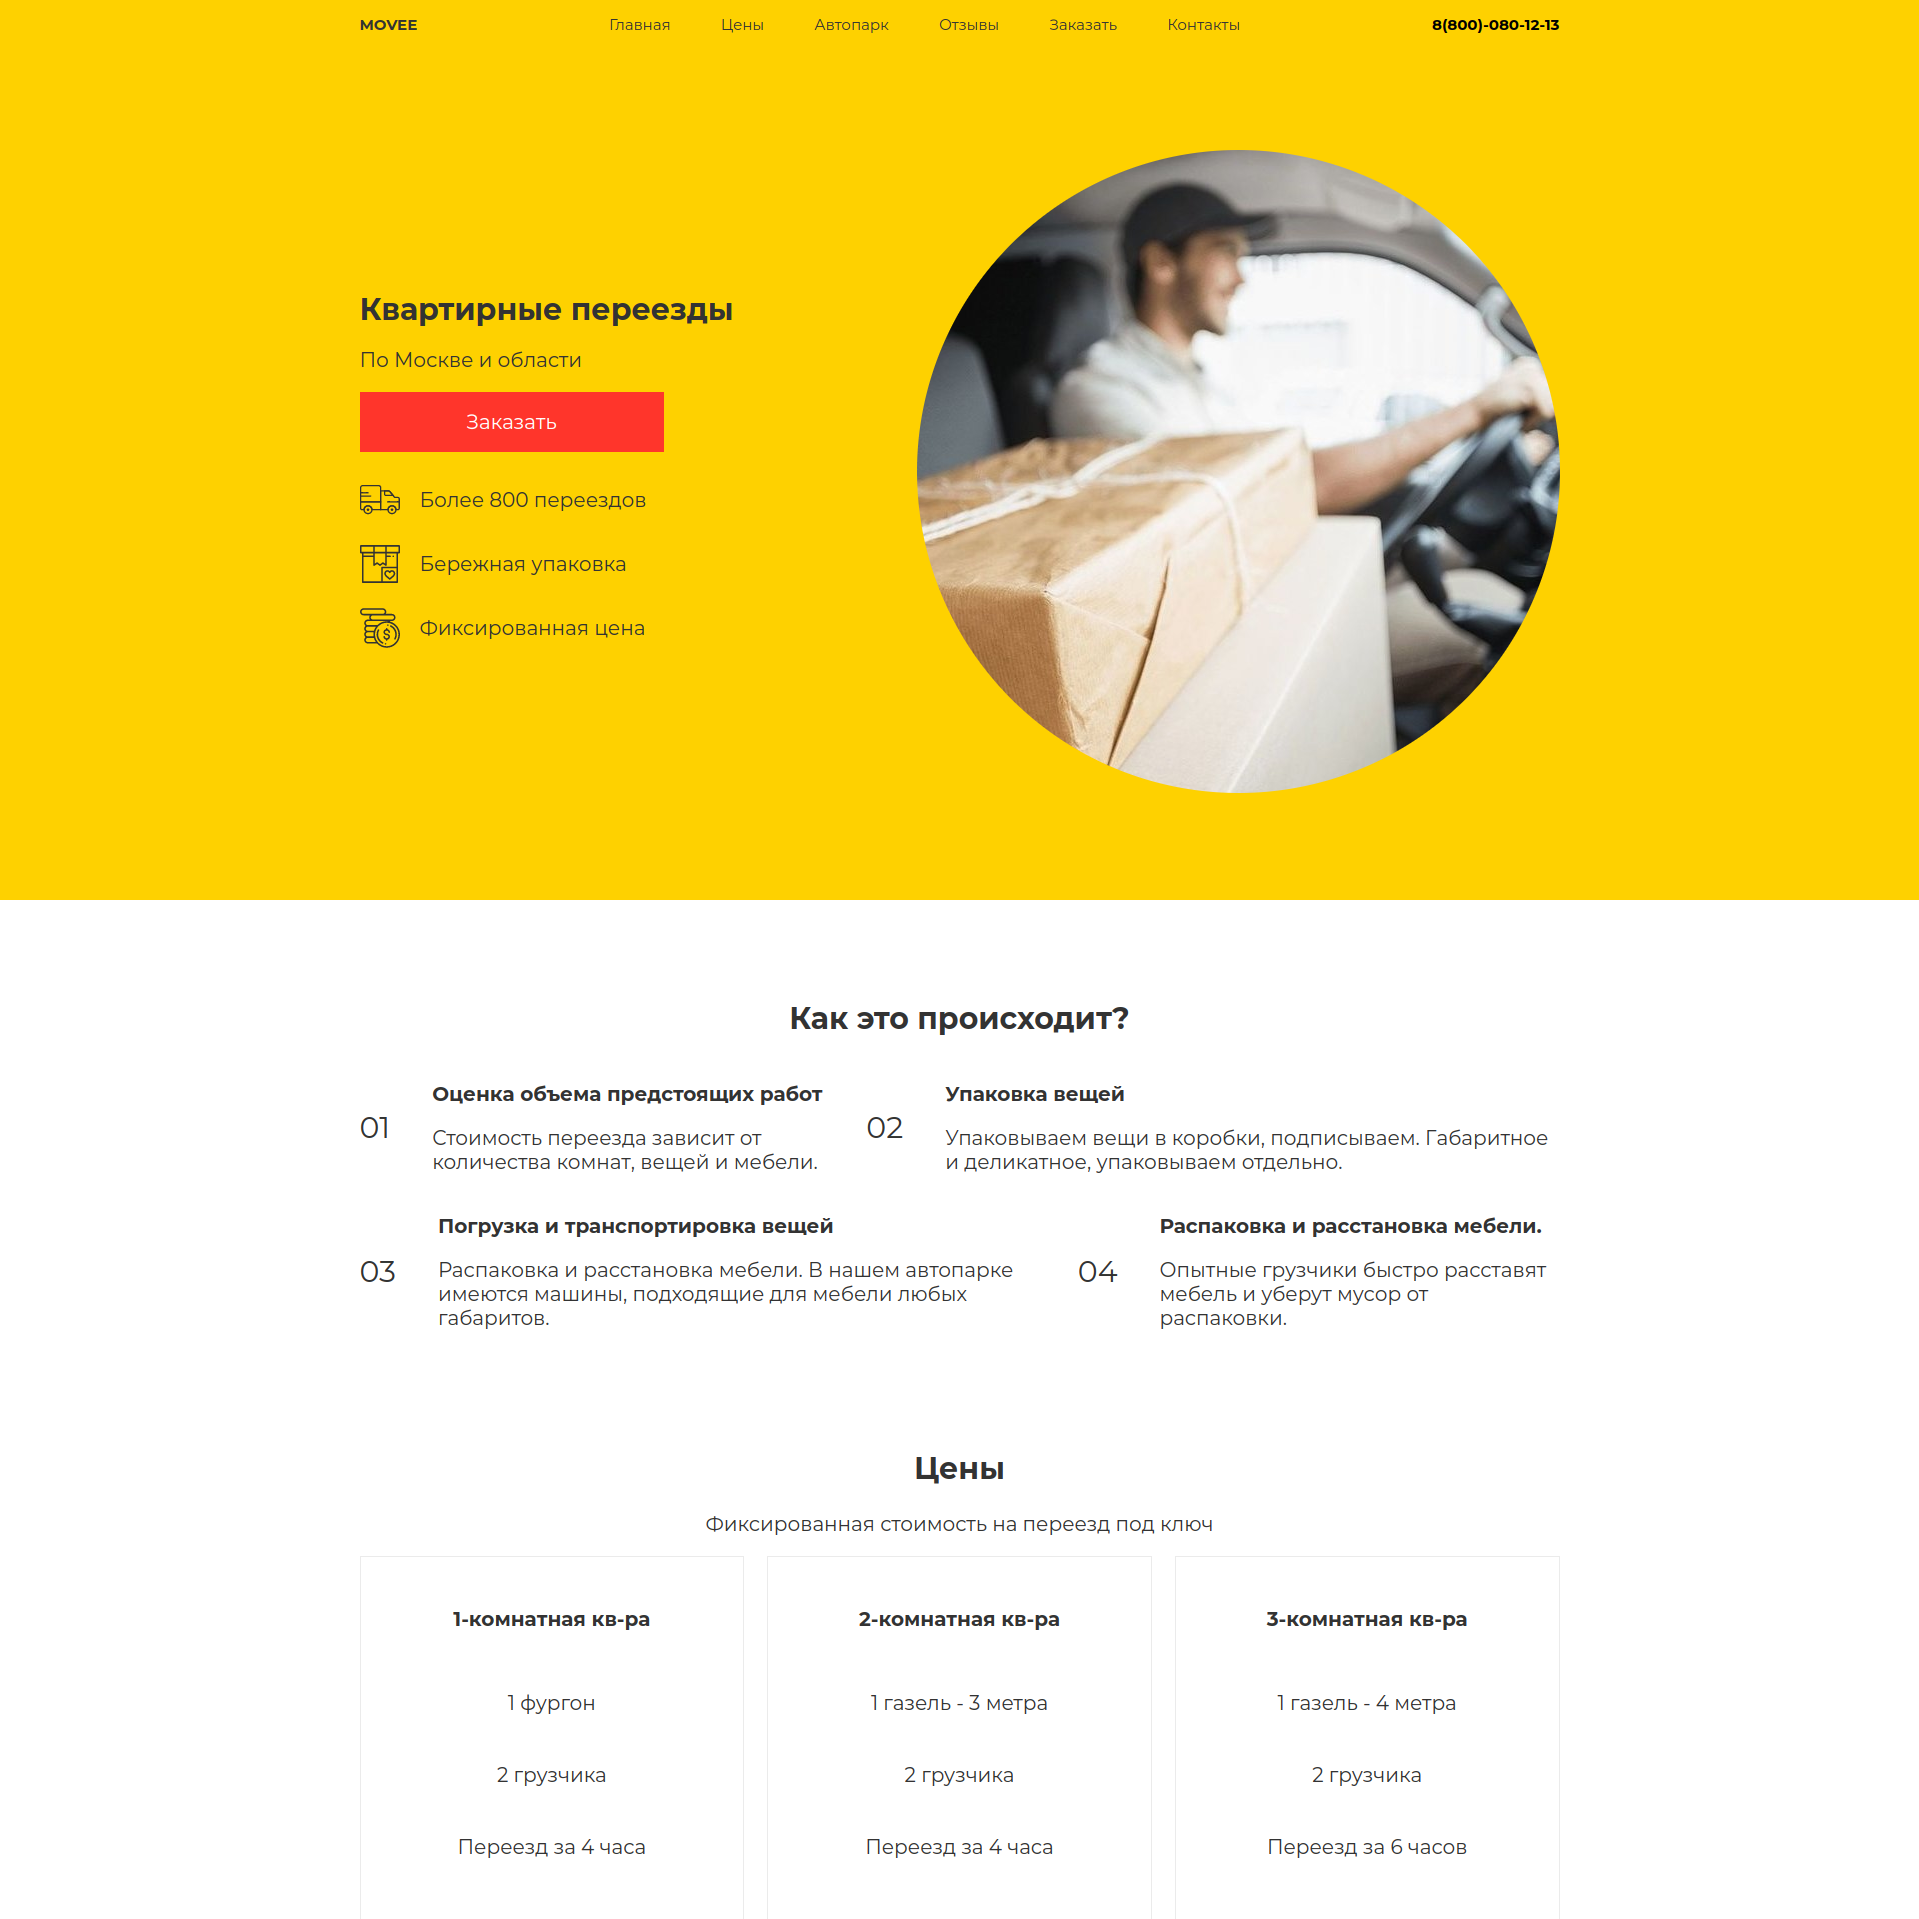 MOVEE
Главная
Цены
Автопарк
Отзывы
Заказать
Контакты
8(800)-080-12-13
Квартирные переезды
По Москве и области
Заказать
Более 800 переездов
Бережная упаковка
Фиксированная цена
Как это происходит?
01
Оценка объема предстоящих работ
Стоимость переезда зависит от
количества комнат, вещей и мебели.
02
Упаковка вещей
Упаковываем вещи в коробки, подписываем. Габаритное
и деликатное, упаковываем отдельно.
03
Погрузка и транспортировка вещей
Распаковка и расстановка мебели. В нашем автопарке
имеются машины, подходящие для мебели любых
габаритов.
04
Распаковка и расстановка мебели.
Опытные грузчики быстро расставят
мебель и уберут мусор от
распаковки.
Цены
Фиксированная стоимость на переезд под ключ
1-комнатная кв-ра
1 фургон
2 грузчика
Переезд за 4 часа
2-комнатная кв-ра
1 газель - 3 метра
2 грузчика
Переезд за 4 часа
3-комнатная кв-ра
1 газель - 4 метра
2 грузчика
Переезд за 6 часов